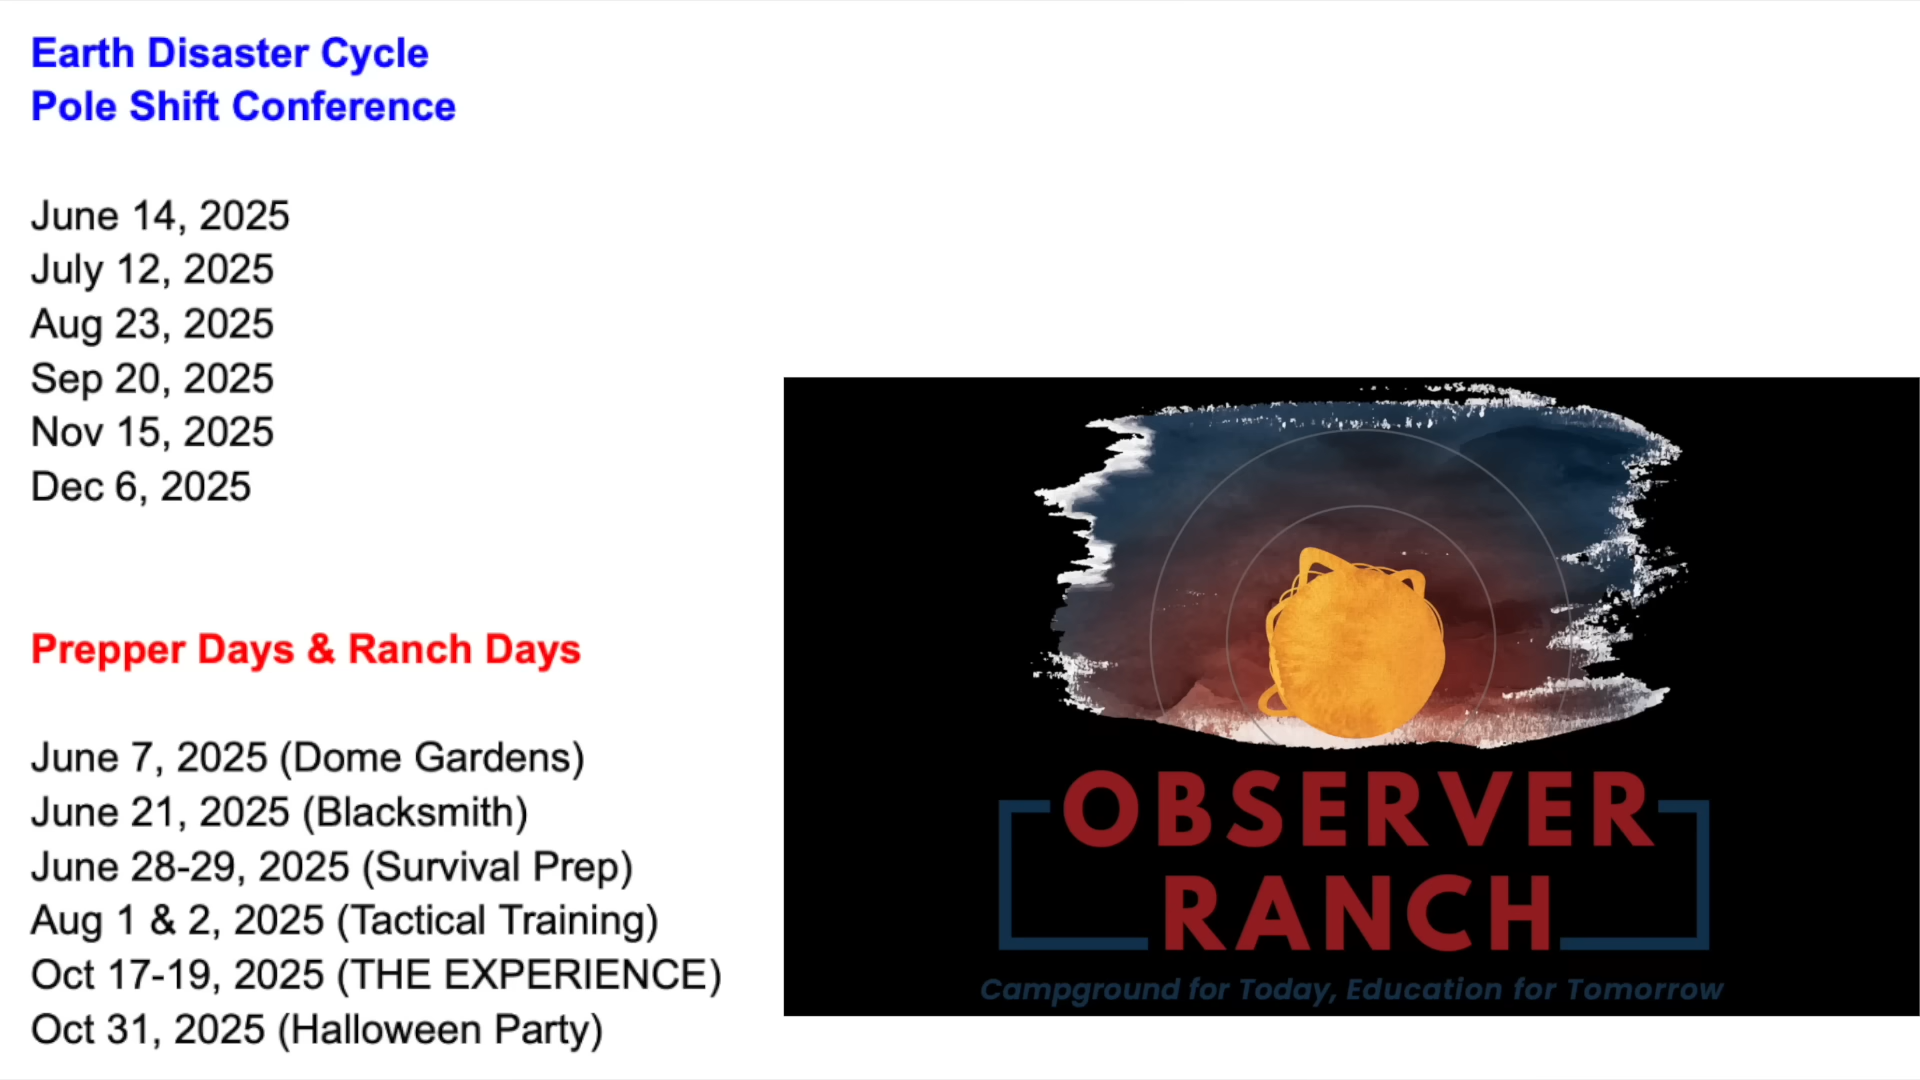 Earth Disaster Cycle
Pole Shift Conference
June 14, 2025
July 12, 2025
Aug 23, 2025
Sep 20, 2025
Nov 15, 2025
Dec 6, 2025
Prepper Days & Ranch Days
June 7, 2025 (Dome Gardens)
June 21, 2025 (Blacksmith)
June 28-29, 2025 (Survival Prep)
Aug 1 & 2, 2025 (Tactical Training)
Oct 17-19, 2025 (THE EXPERIENCE)
Oct 31, 2025 (Halloween Party)
OBSERVER
RANCH
Campground for Today, Education for Tomorrow